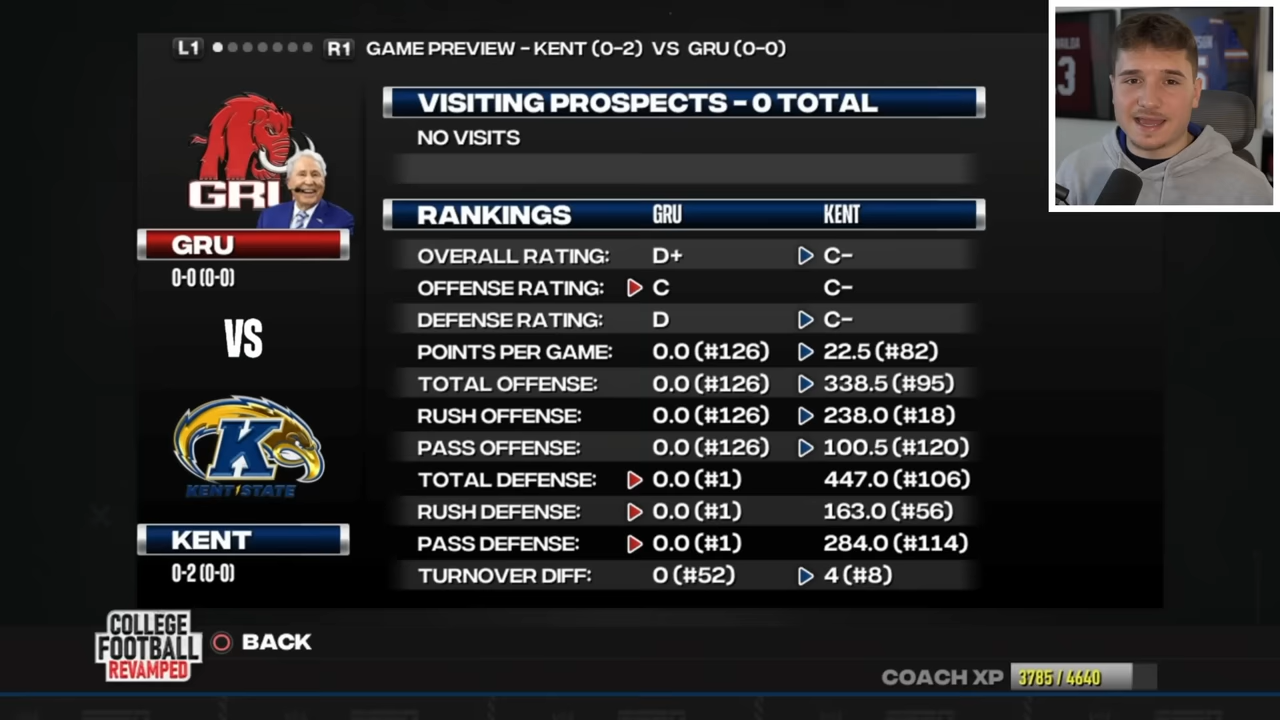 L1 R1 GAME PREVIEW - KENT (0-2) VS GRU (0-0)
VISITING PROSPECTS - 0 TOTAL
NO VISITS
GRU
RANKINGS GRU KENT
GRU
0-0 (0-0)
OVERALL RATING: D+ C-
OFFENSE RATING: C C-
DEFENSE RATING: D C-
VS
POINTS PER GAME: 0.0 (#126) 22.5 (#82)
TOTAL OFFENSE: 0.0 (#126) 338.5 (#95)
RUSH OFFENSE: 0.0 (#126) 238.0 (#18)
PASS OFFENSE: 0.0 (#126) 100.5 (#120)
TOTAL DEFENSE: 0.0 (#1) 447.0 (#106)
RUSH DEFENSE: 0.0 (#1) 163.0 (#56)
PASS DEFENSE: 0.0 (#1) 284.0 (#114)
TURNOVER DIFF: 0 (#52) 4 (#8)
K
KENT STATE
KENT
0-2 (0-0)
COLLEGE
FOOTBALL
REVAMPED
BACK
COACH XP 3785 / 4640
3